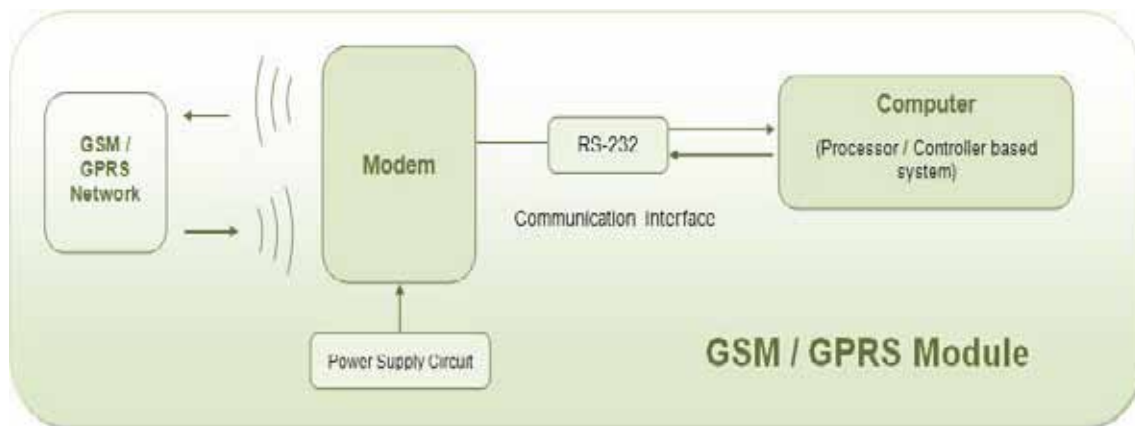 GSM /
GPRS
Network
Modem
RS-232
Communication Interface
Computer
(Processor / Controller based
system)
Power Supply Circuit
GSM / GPRS Module